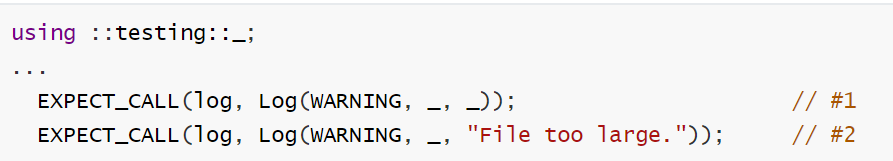 using ::testing::_;
...
  EXPECT_CALL(log, Log(WARNING, _, _));                     // #1
  EXPECT_CALL(log, Log(WARNING, _, "File too large."));     // #2